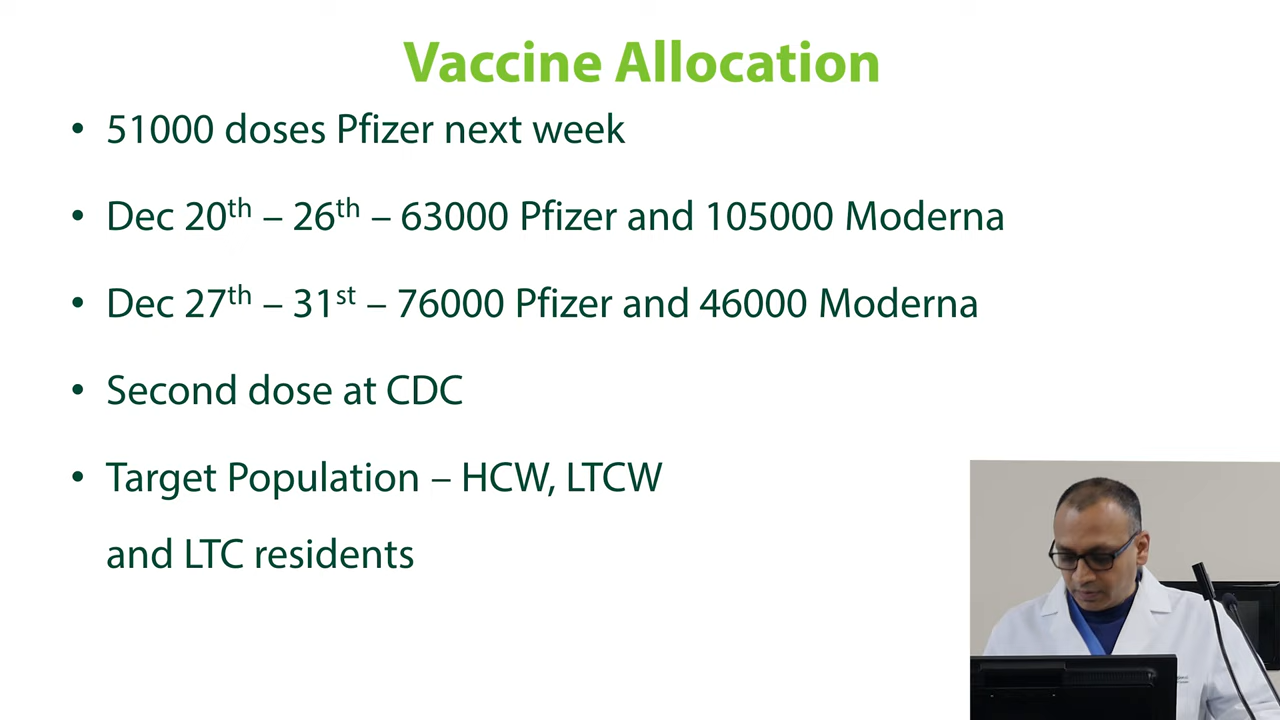 Vaccine Allocation
• 51000 doses Pfizer next week
• Dec 20th – 26th – 63000 Pfizer and 105000 Moderna
• Dec 27th – 31st – 76000 Pfizer and 46000 Moderna
• Second dose at CDC
• Target Population – HCW, LTCW
and LTC residents